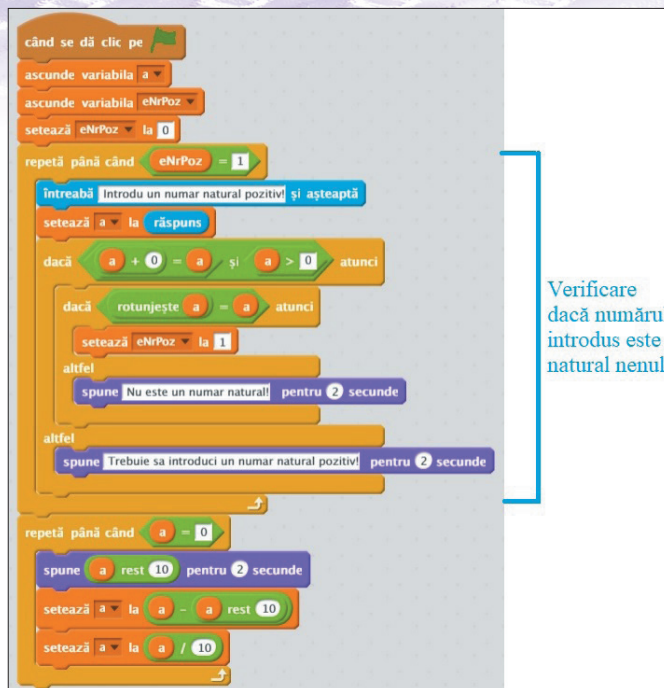 când se dă clic pe
ascunde variabila a
ascunde variabila eNrPoz
setează eNrPoz la 0
repetă până când eNrPoz = 1
întreabă Introdu un numar natural pozitiv! și așteaptă
setează a la răspuns
dacă a + 0 = a și a > 0 atunci
dacă rotunjește a = a atunci
setează eNrPoz la 1
altfel
spune Nu este un numar natural! pentru 2 secunde
altfel
spune Trebuie sa introduci un numar natural pozitiv! pentru 2 secunde
repetă până când a = 0
spune a rest 10 pentru 2 secunde
setează a la a - a rest 10
setează a la a / 10
Verificare
dacă număru
introdus este
natural nenul